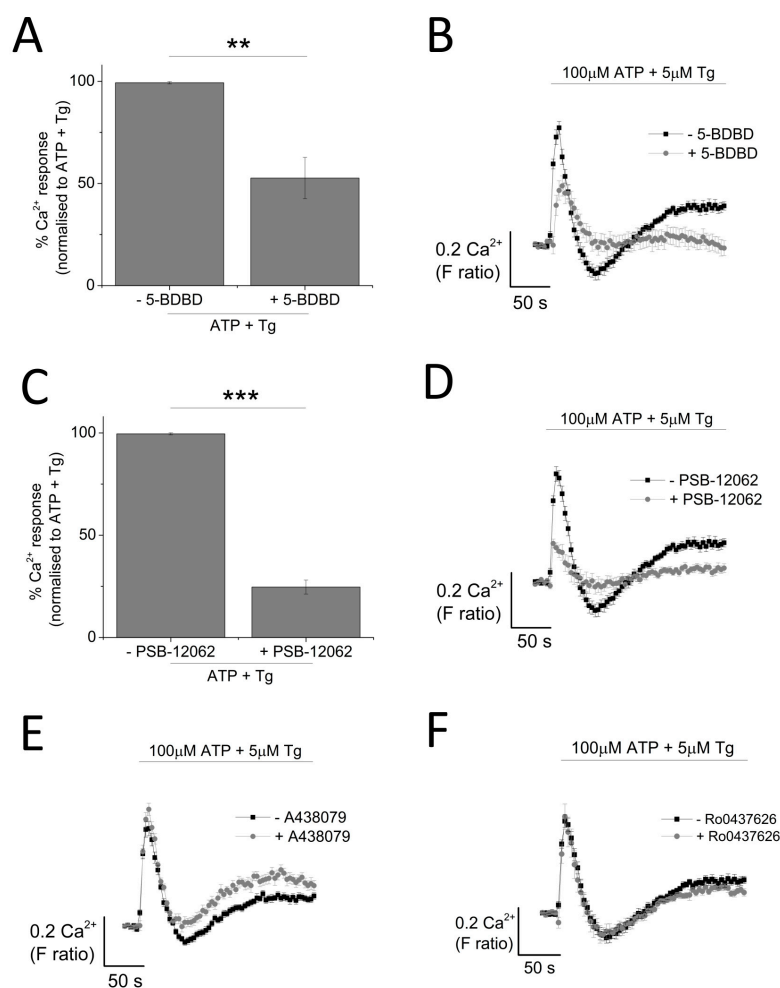 A
**
100
50
0
% Ca²⁺ response
(normalised to ATP + Tg)
- 5-BDBD
+ 5-BDBD
ATP + Tg
B
100µM ATP + 5µM Tg
- 5-BDBD
+ 5-BDBD
0.2 Ca²⁺
(F ratio)
50 s
C
***
100
50
0
% Ca²⁺ response
(normalised to ATP + Tg)
- PSB-12062
+ PSB-12062
ATP + Tg
D
100µM ATP + 5µM Tg
- PSB-12062
+ PSB-12062
0.2 Ca²⁺
(F ratio)
50 s
E
100µM ATP + 5µM Tg
- A438079
+ A438079
0.2 Ca²⁺
(F ratio)
50 s
F
100µM ATP + 5µM Tg
- Ro0437626
+ Ro0437626
0.2 Ca²⁺
(F ratio)
50 s